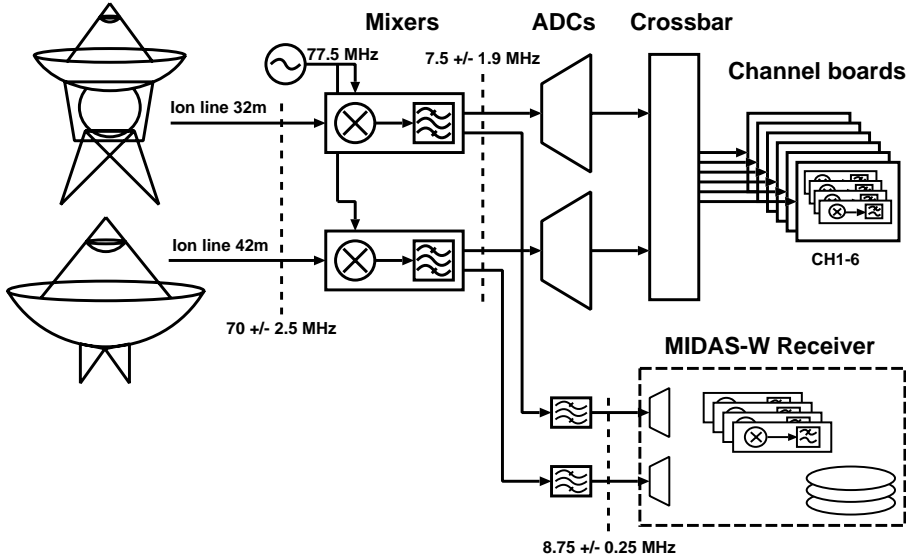 Mixers
ADCs
Crossbar
77.5 MHz
7.5 +/- 1.9 MHz
Channel boards
Ion line 32m
Ion line 42m
CH1-6
70 +/- 2.5 MHz
MIDAS-W Receiver
8.75 +/- 0.25 MHz